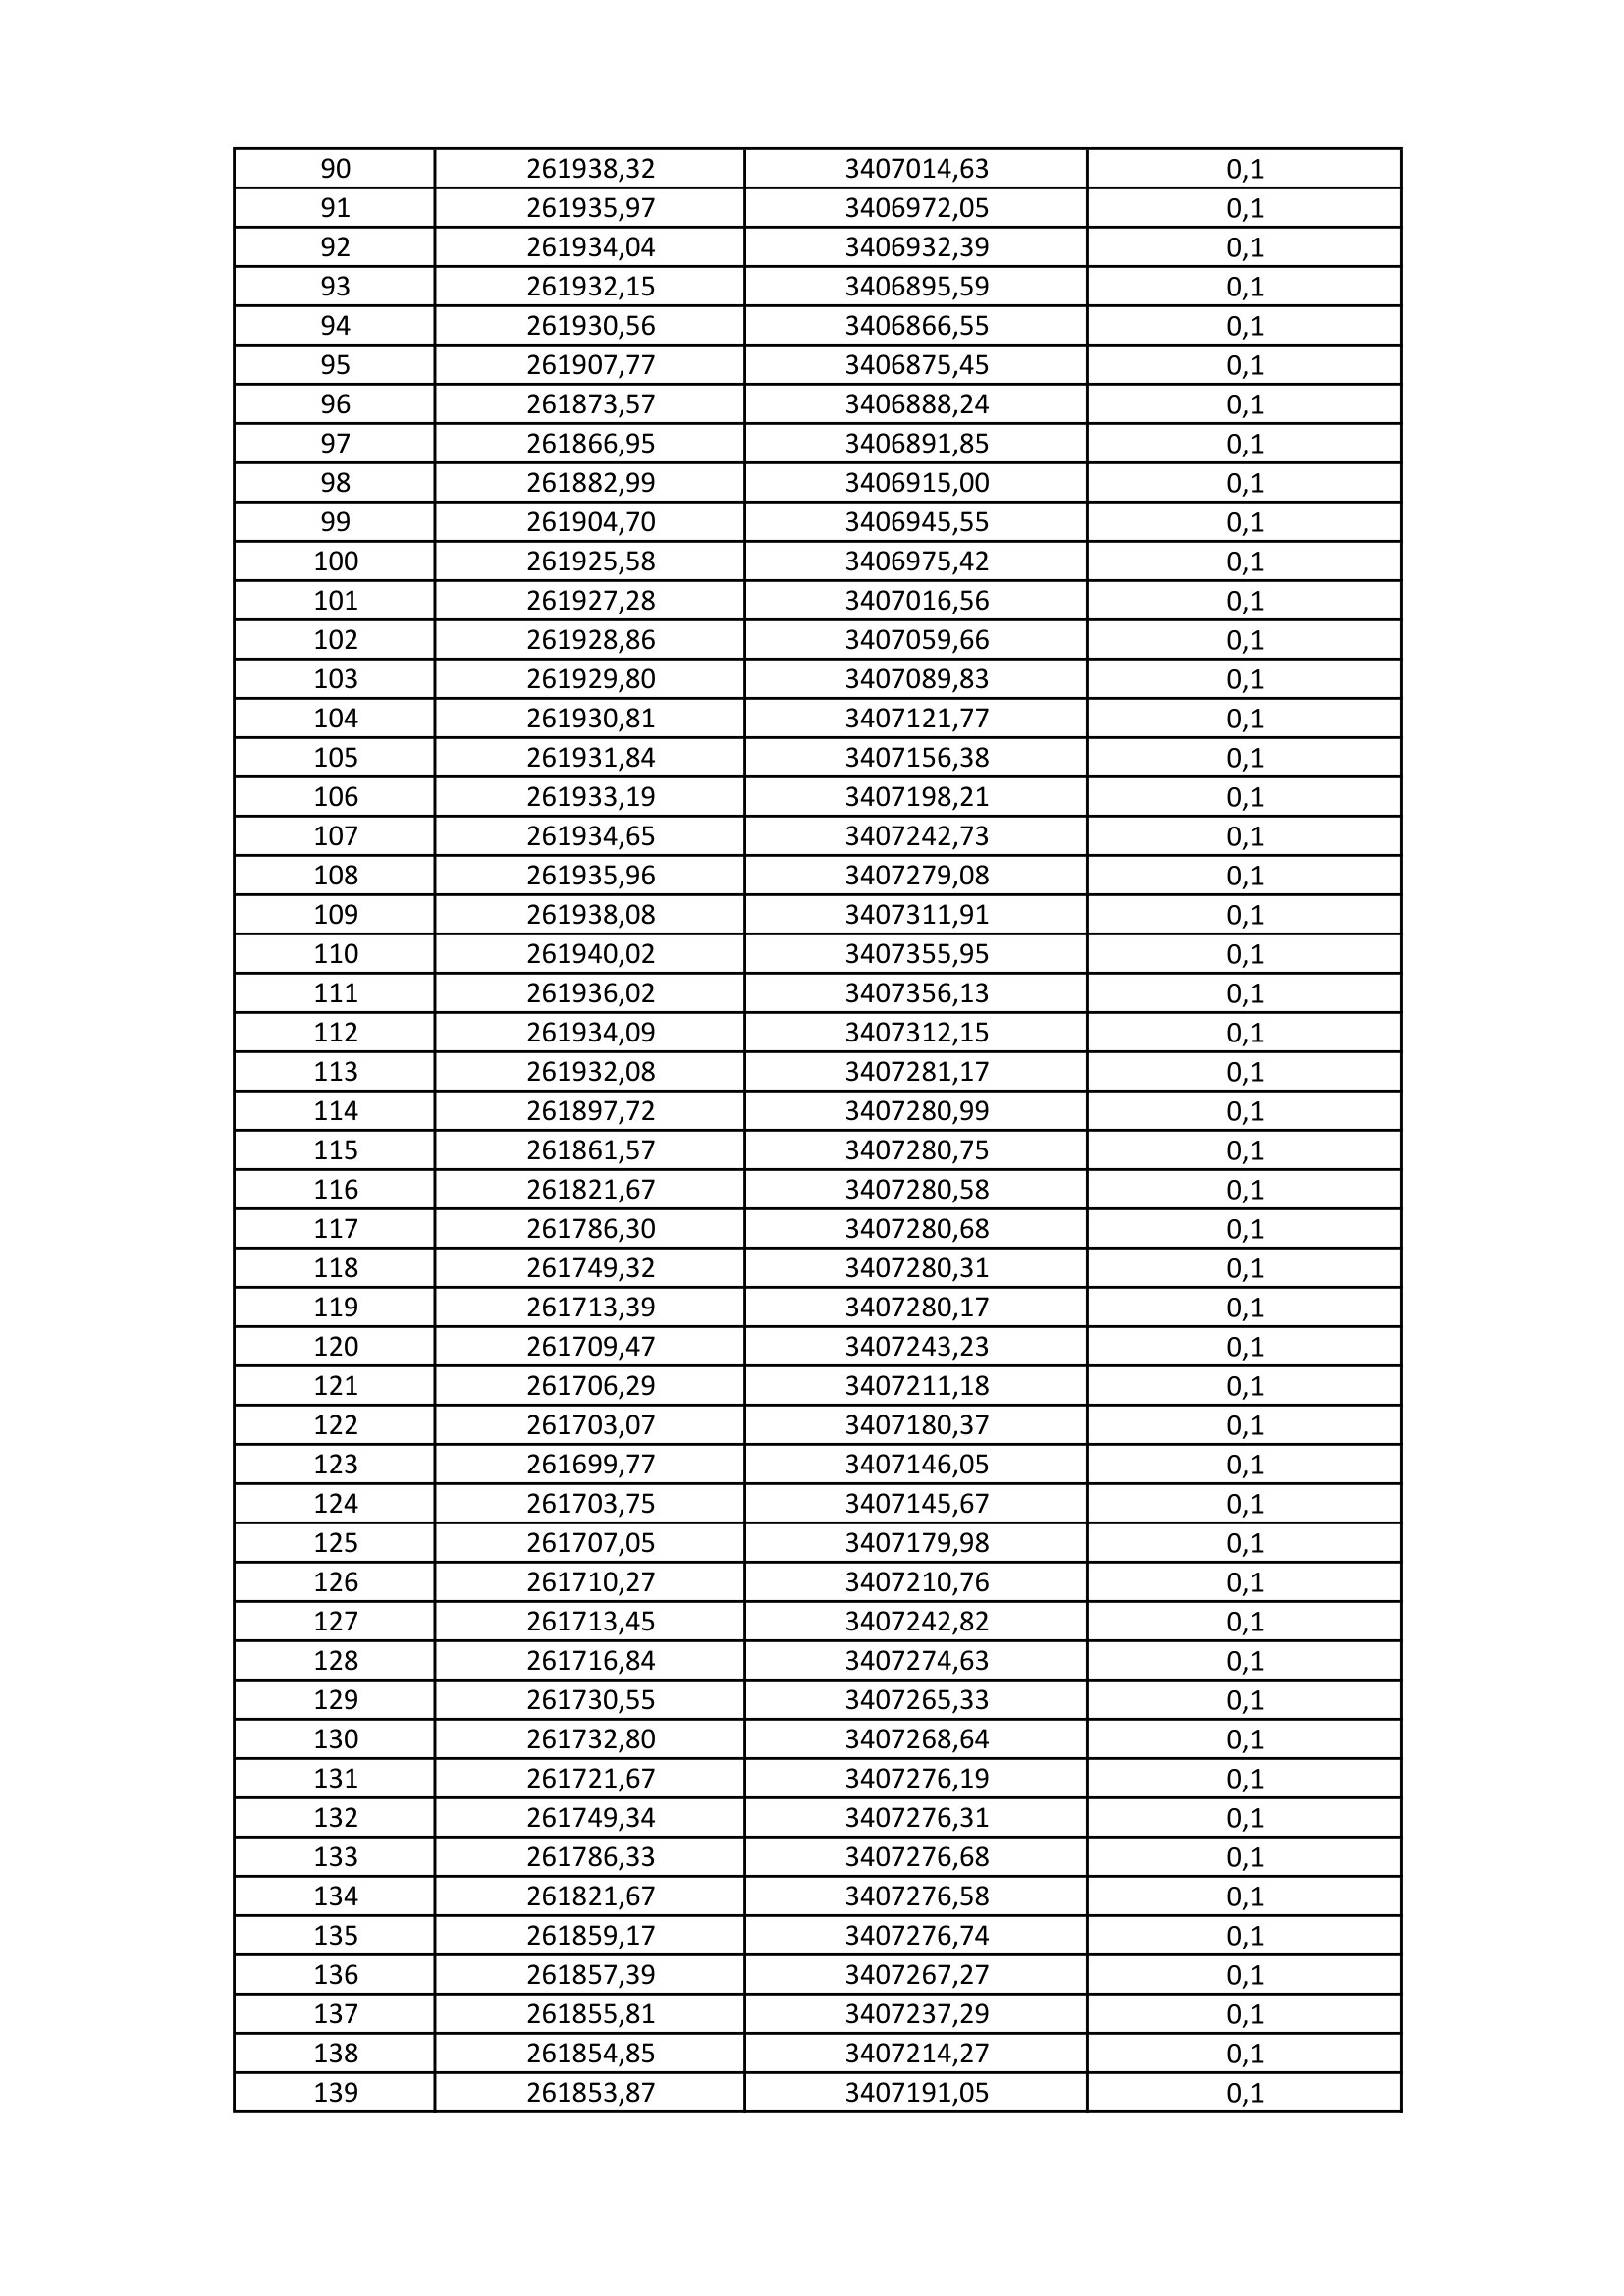 90 261938,32 3407014,63 0,1
91 261935,97 3406972,05 0,1
92 261934,04 3406932,39 0,1
93 261932,15 3406895,59 0,1
94 261930,56 3406866,55 0,1
95 261907,77 3406875,45 0,1
96 261873,57 3406888,24 0,1
97 261866,95 3406891,85 0,1
98 261882,99 3406915,00 0,1
99 261904,70 3406945,55 0,1
100 261925,58 3406975,42 0,1
101 261927,28 3407016,56 0,1
102 261928,86 3407059,66 0,1
103 261929,80 3407089,83 0,1
104 261930,81 3407121,77 0,1
105 261931,84 3407156,38 0,1
106 261933,19 3407198,21 0,1
107 261934,65 3407242,73 0,1
108 261935,96 3407279,08 0,1
109 261938,08 3407311,91 0,1
110 261940,02 3407355,95 0,1
111 261936,02 3407356,13 0,1
112 261934,09 3407312,15 0,1
113 261932,08 3407281,17 0,1
114 261897,72 3407280,99 0,1
115 261861,57 3407280,75 0,1
116 261821,67 3407280,58 0,1
117 261786,30 3407280,68 0,1
118 261749,32 3407280,31 0,1
119 261713,39 3407280,17 0,1
120 261709,47 3407243,23 0,1
121 261706,29 3407211,18 0,1
122 261703,07 3407180,37 0,1
123 261699,77 3407146,05 0,1
124 261703,75 3407145,67 0,1
125 261707,05 3407179,98 0,1
126 261710,27 3407210,76 0,1
127 261713,45 3407242,82 0,1
128 261716,84 3407274,63 0,1
129 261730,55 3407265,33 0,1
130 261732,80 3407268,64 0,1
131 261721,67 3407276,19 0,1
132 261749,34 3407276,31 0,1
133 261786,33 3407276,68 0,1
134 261821,67 3407276,58 0,1
135 261859,17 3407276,74 0,1
136 261857,39 3407267,27 0,1
137 261855,81 3407237,29 0,1
138 261854,85 3407214,27 0,1
139 261853,87 3407191,05 0,1